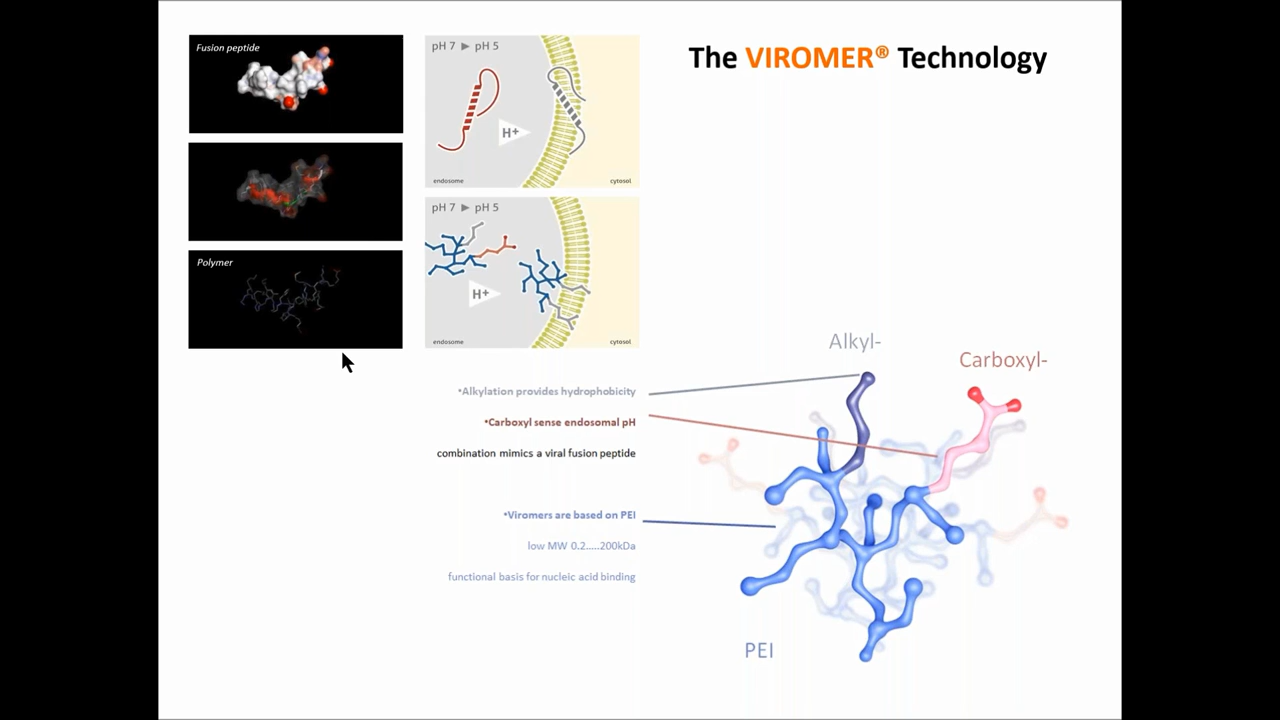 The VIROMER® Technology
Fusion peptide
Polymer
pH 7 ► pH 5
H⁺
endosome
cytosol
pH 7 ► pH 5
H⁺
endosome
cytosol
Alkyl-
Carboxyl-
•Alkylation provides hydrophobicity
•Carboxyl sense endosomal pH
combination mimics a viral fusion peptide
•Viromers are based on PEI
low MW 0.2.....200kDa
functional basis for nucleic acid binding
PEI